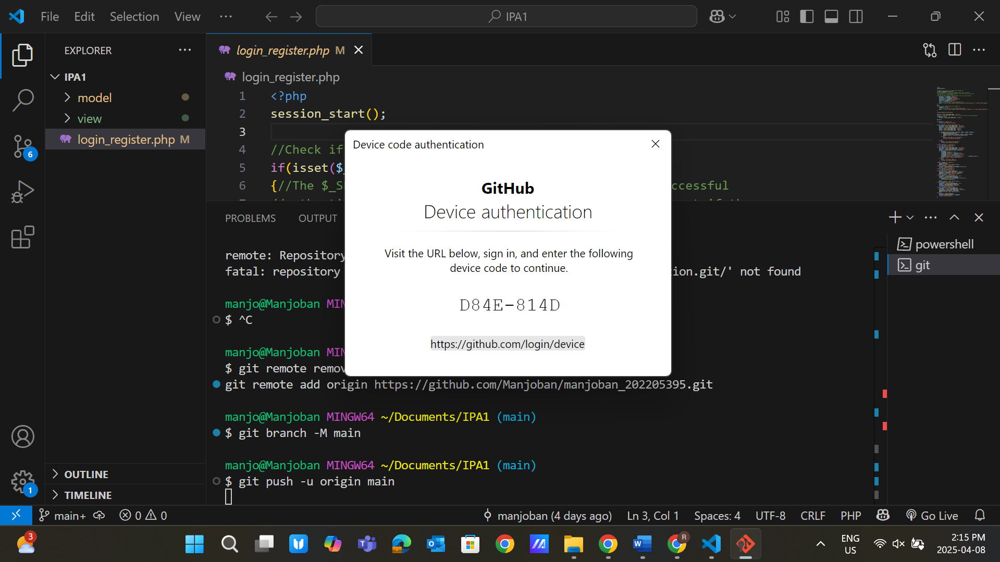 File Edit Selection View ··· IPA1
EXPLORER ···
login_register.php M
IPA1
login_register.php
model
view
login_register.php M
6
1 <?php
2 session_start();
3
4 //Check if
5 if(isset($
6 {//The $_S ccessful
Device code authentication
GitHub
Device authentication
Visit the URL below, sign in, and enter the following
device code to continue.
D84E-814D
https://github.com/login/device
PROBLEMS OUTPUT
powershell
git
remote: Repository
fatal: repository ion.git/' not found
manjo@Manjoban MIN
$ ^C
manjo@Manjoban MIN
$ git remote remov
git remote add origin https://github.com/Manjoban/manjoban_202205395.git
manjo@Manjoban MINGW64 ~/Documents/IPA1 (main)
$ git branch -M main
manjo@Manjoban MINGW64 ~/Documents/IPA1 (main)
$ git push -u origin main
OUTLINE
1
TIMELINE
main+ 0 0 manjoban (4 days ago) Ln 3, Col 1 Spaces: 4 UTF-8 CRLF PHP Go Live
3 R ENG 2:15 PM
US 2025-04-08